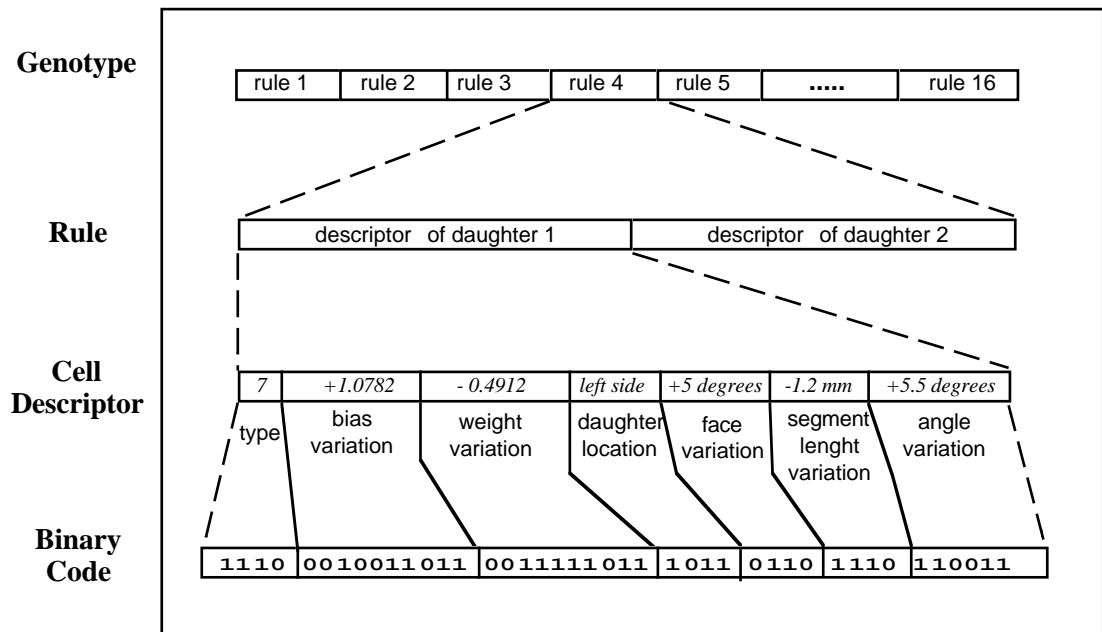 Genotype
rule 1 rule 2 rule 3 rule 4 rule 5 ..... rule 16
Rule
descriptor of daughter 1 descriptor of daughter 2
Cell
Descriptor
7 +1.0782 - 0.4912 left side +5 degrees -1.2 mm +5.5 degrees
type
bias
variation
weight
variation
daughter
location
face
variation
segment
lenght
variation
angle
variation
Binary
Code
1110 0010011011 0011111011 1011 0110 1110 110011